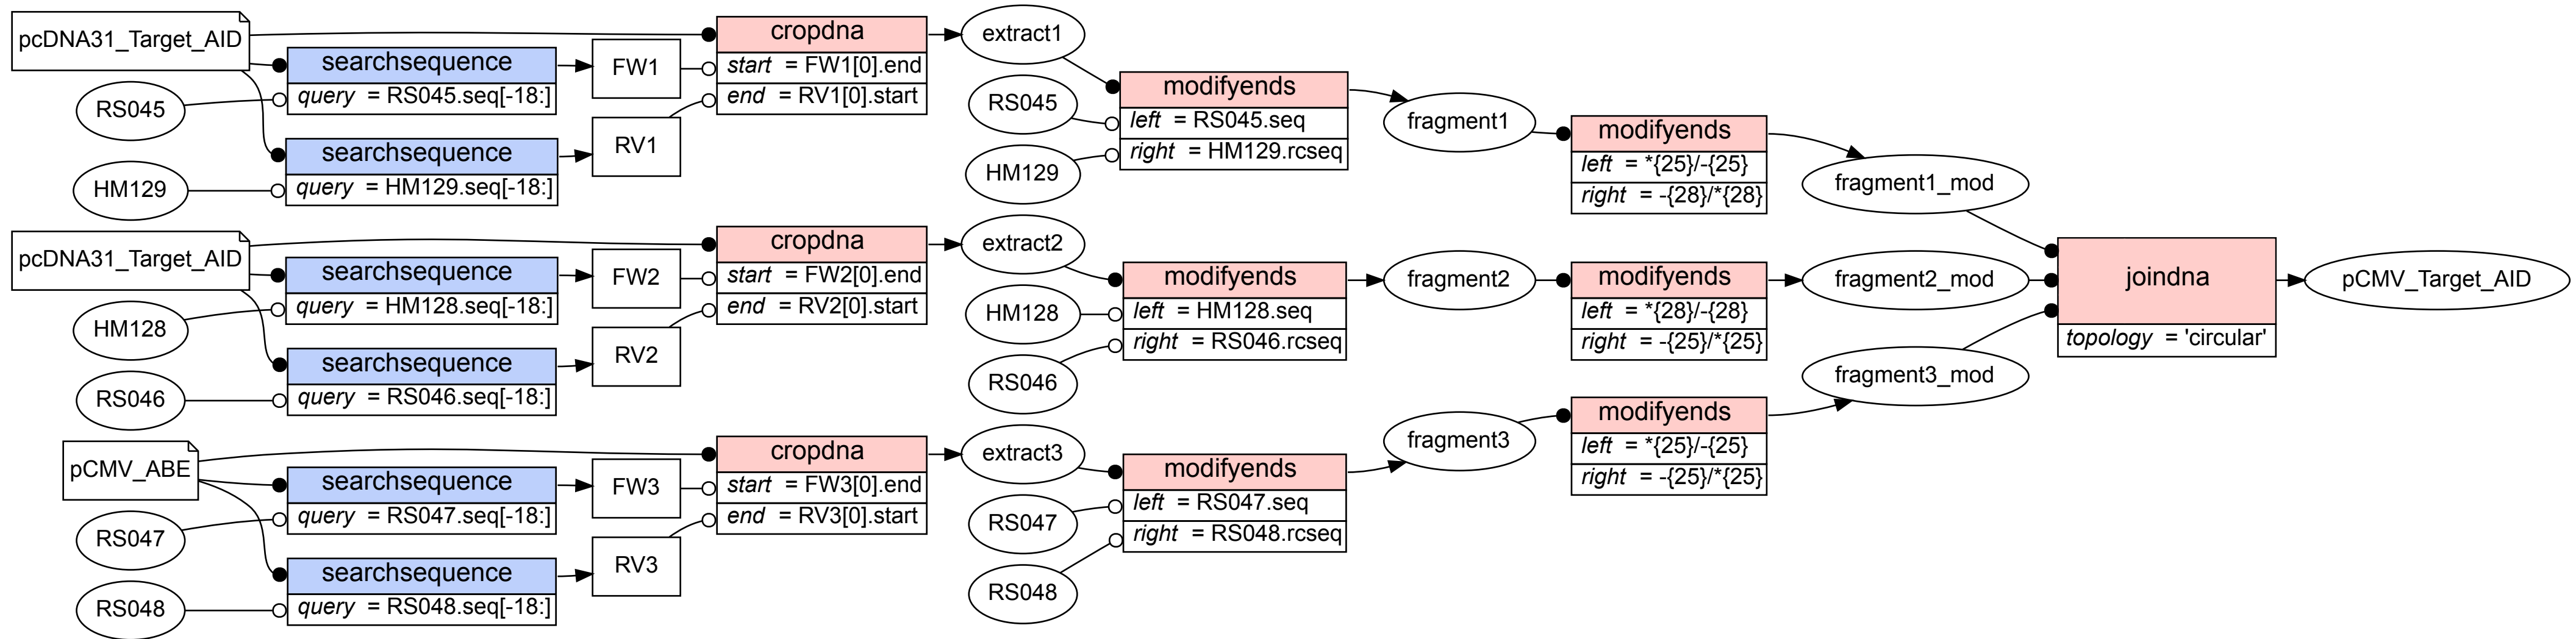 pcDNA31_Target_AID
RS045
HM129
searchsequence
query = RS045.seq[-18:]
searchsequence
query = HM129.seq[-18:]
FW1
RV1
cropdna
start = FW1[0].end
end = RV1[0].start
extract1
RS045
HM129
modifyends
left = RS045.seq
right = HM129.rcseq
fragment1
modifyends
left = *{25}/-{25}
right = -{28}/*{28}
fragment1_mod
pcDNA31_Target_AID
HM128
RS046
searchsequence
query = HM128.seq[-18:]
searchsequence
query = RS046.seq[-18:]
FW2
RV2
cropdna
start = FW2[0].end
end = RV2[0].start
extract2
HM128
RS046
modifyends
left = HM128.seq
right = RS046.rcseq
fragment2
modifyends
left = *{28}/-{28}
right = -{25}/*{25}
fragment2_mod
pCMV_ABE
RS047
RS048
searchsequence
query = RS047.seq[-18:]
searchsequence
query = RS048.seq[-18:]
FW3
RV3
cropdna
start = FW3[0].end
end = RV3[0].start
extract3
RS047
RS048
modifyends
left = RS047.seq
right = RS048.rcseq
fragment3
modifyends
left = *{25}/-{25}
right = -{25}/*{25}
fragment3_mod
joindna
topology = 'circular'
pCMV_Target_AID